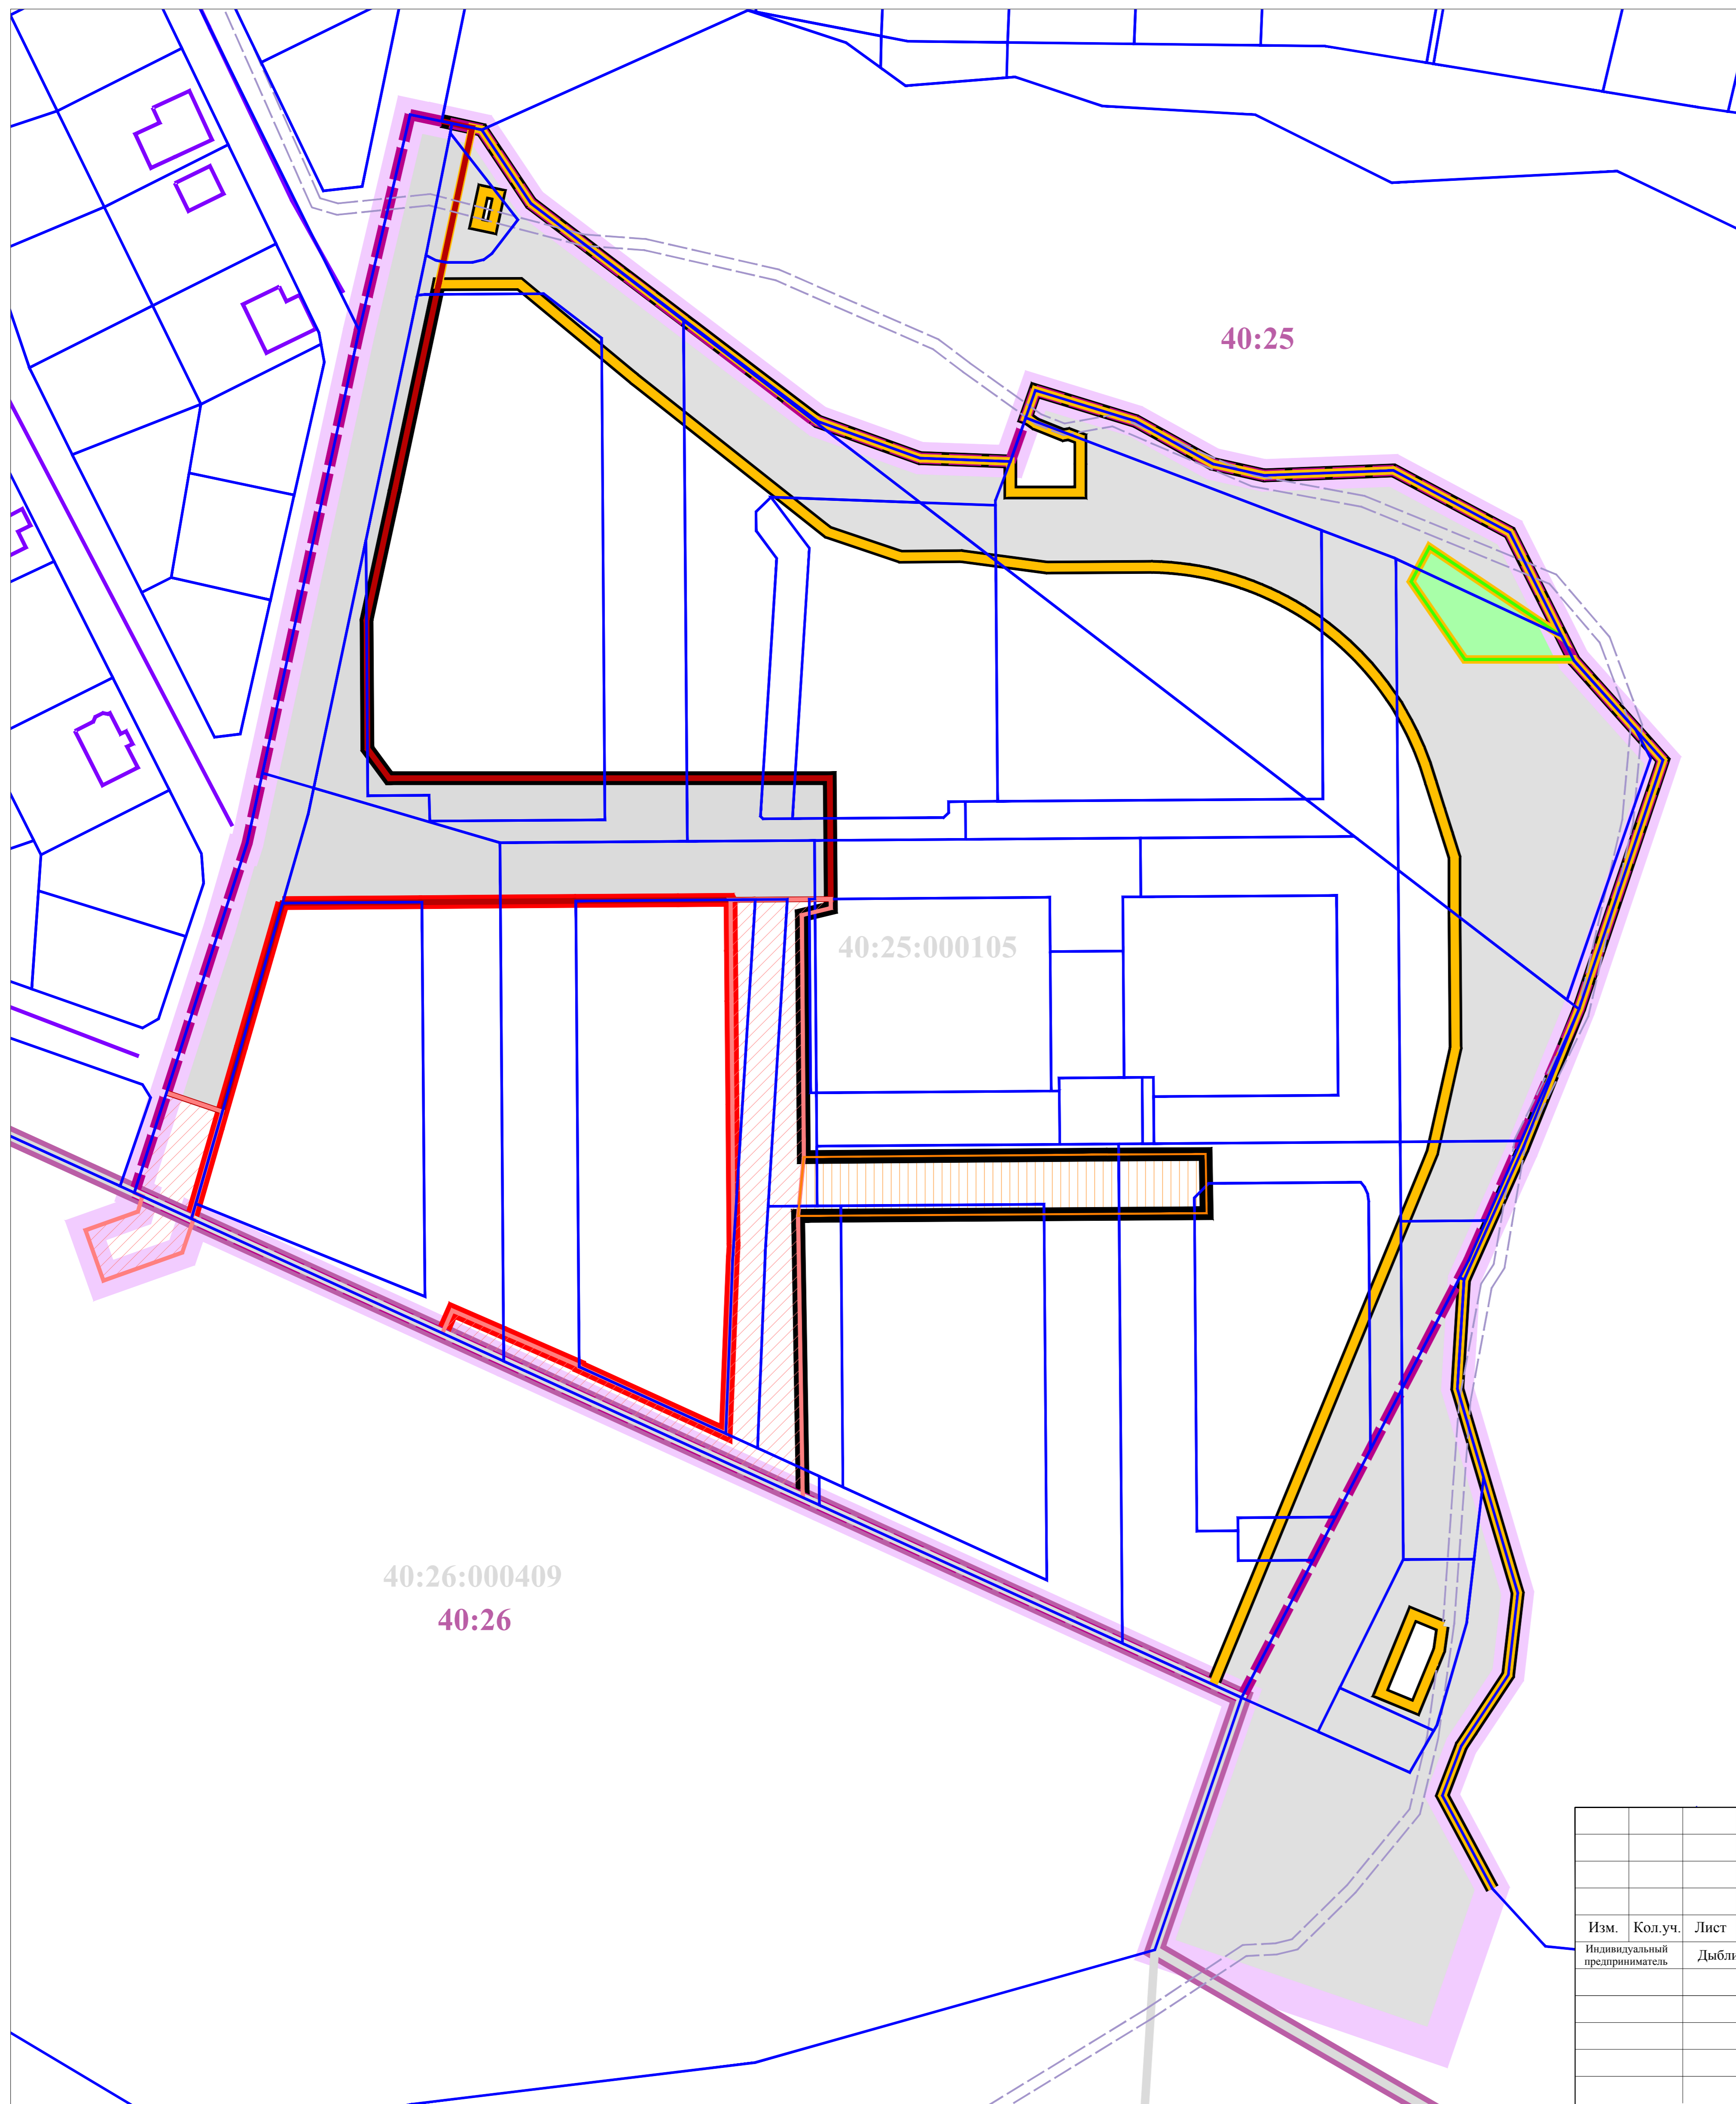 40:25
40:25:000105
40:26:000409
40:26
Изм. Кол.уч. Лист
Индивидуальный
предприниматель